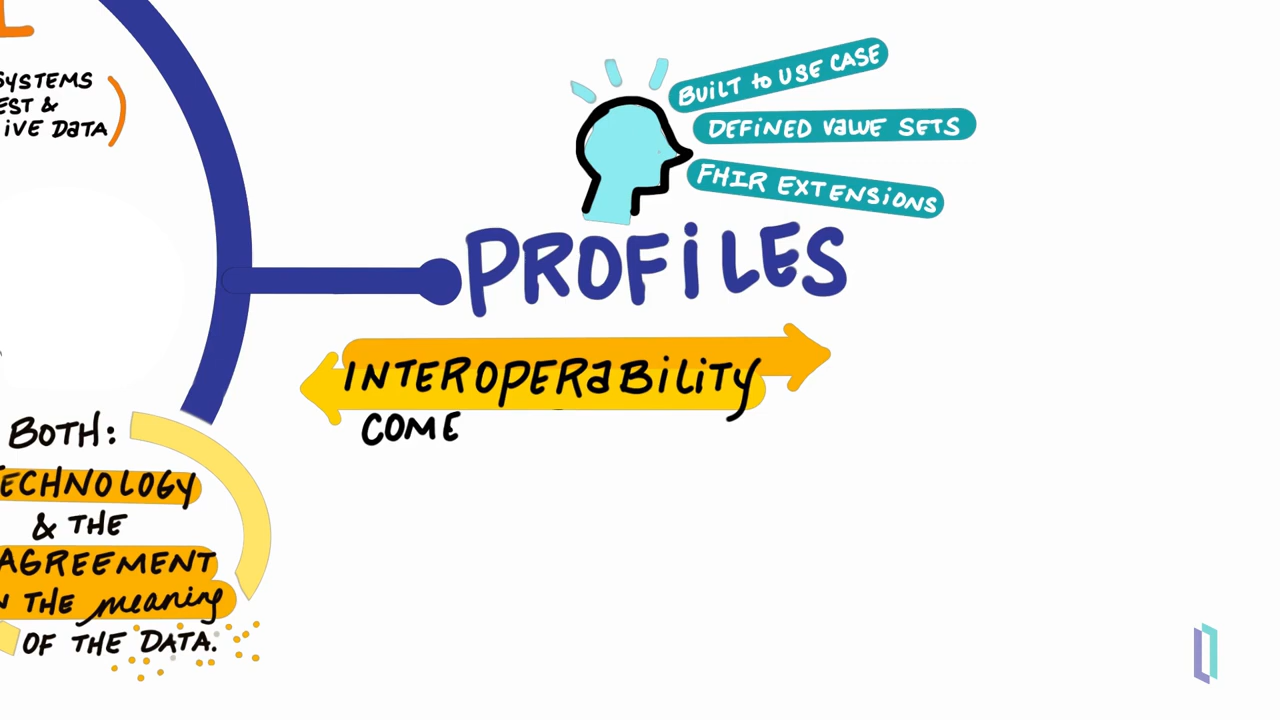 SYSTEMS
EST &
IVE DATA
BUILT to USE CASE
DEFINED VALUE SETS
FHIR EXTENSIONS
PROFILES
INTEROPERABILITY
COME
BOTH:
TECHNOLOGY
& THE
AGREEMENT
N THE meaning
OF THE DATA.